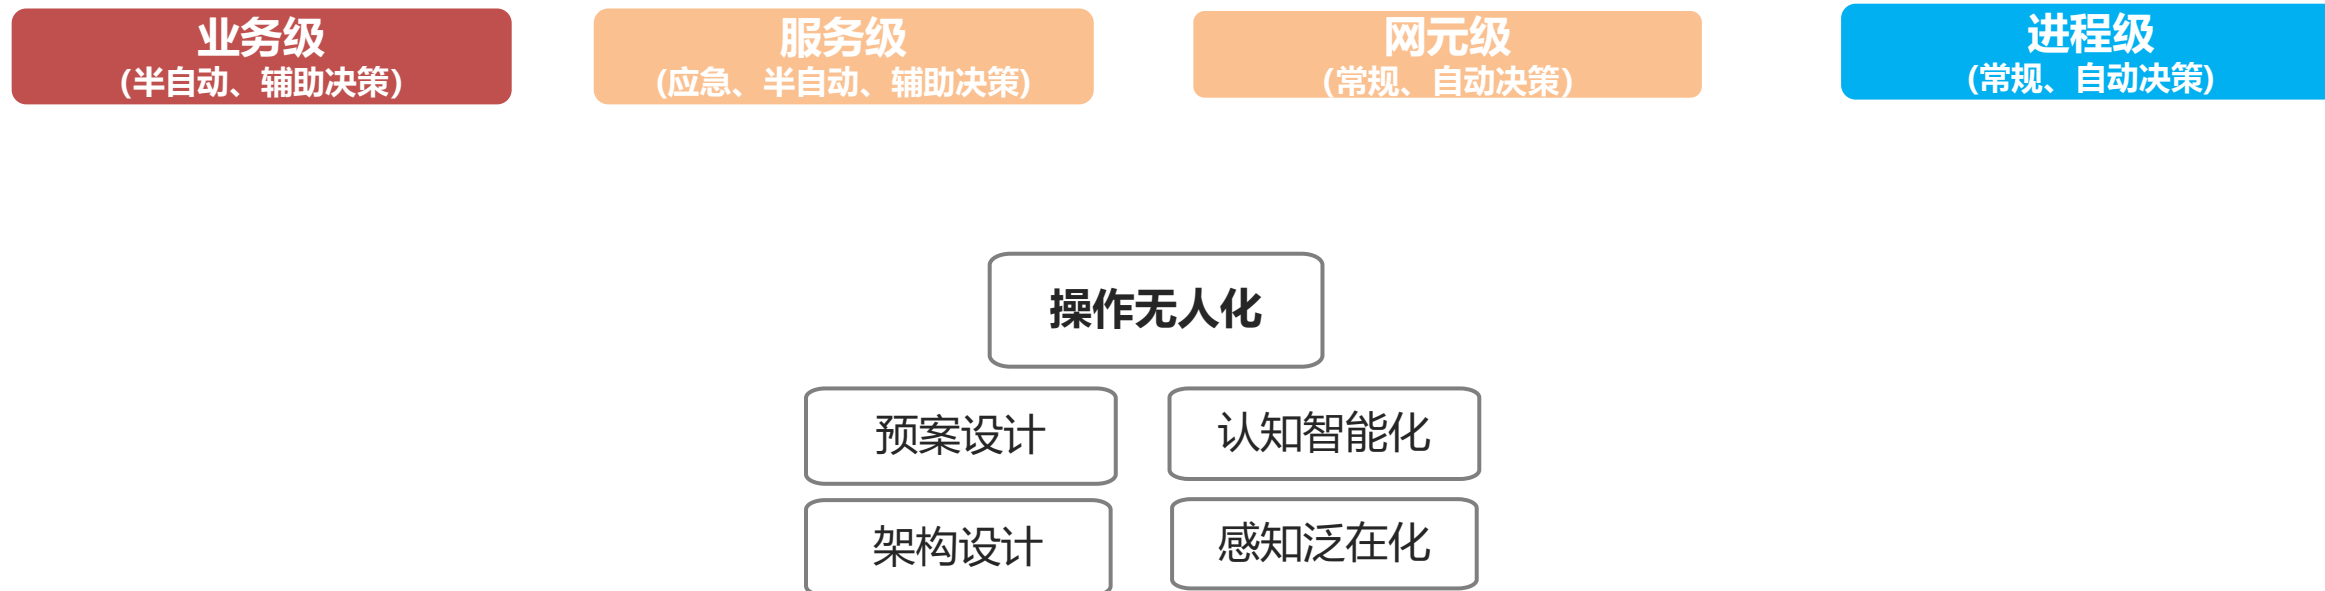 业务级
(半自动、辅助决策)
服务级
(应急、半自动、辅助决策)
网元级
(常规、自动决策)
进程级
(常规、自动决策)
操作无人化
预案设计
认知智能化
架构设计
感知泛在化